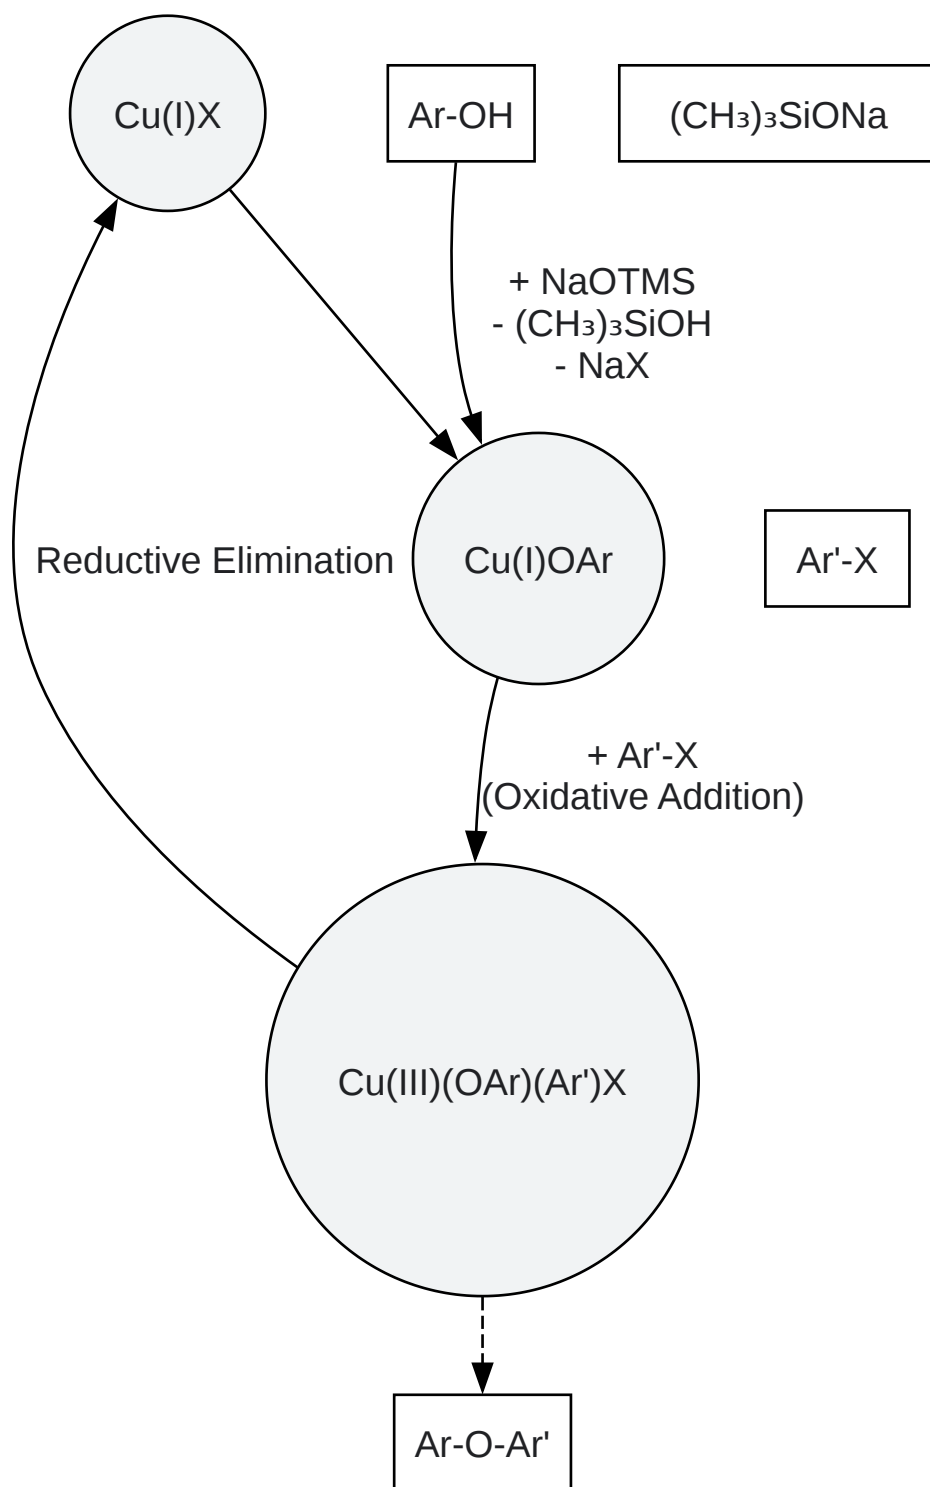 Cu(I)X
Ar-OH
(CH₃)₃SiONa
+ NaOTMS
- (CH₃)₃SiOH
- NaX
Reductive Elimination
Cu(I)OAr
Ar'-X
+ Ar'-X
(Oxidative Addition)
Cu(III)(OAr)(Ar')X
Ar-O-Ar'